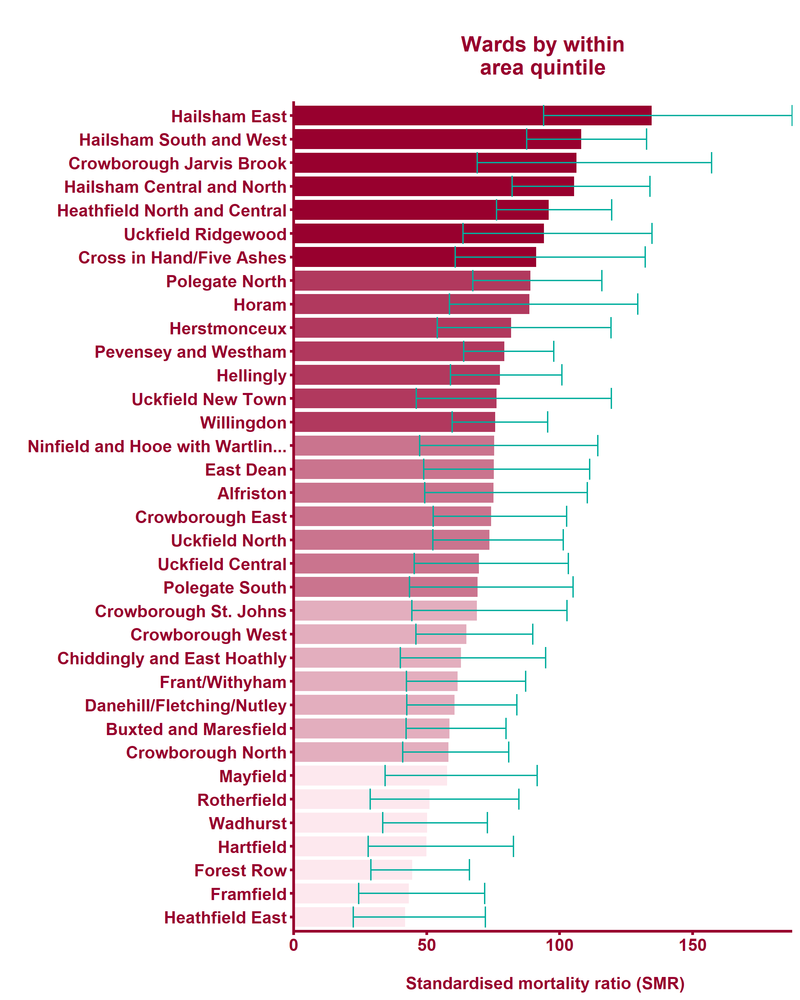 Wards by within
area quintile
Hailsham East
Hailsham South and West
Crowborough Jarvis Brook
Hailsham Central and North
Heathfield North and Central
Uckfield Ridgewood
Cross in Hand/Five Ashes
Polegate North
Horam
Herstmonceux
Pevensey and Westham
Hellingly
Uckfield New Town
Willingdon
Ninfield and Hooe with Wartlin...
East Dean
Alfriston
Crowborough East
Uckfield North
Uckfield Central
Polegate South
Crowborough St. Johns
Crowborough West
Chiddingly and East Hoathly
Frant/Withyham
Danehill/Fletching/Nutley
Buxted and Maresfield
Crowborough North
Mayfield
Rotherfield
Wadhurst
Hartfield
Forest Row
Framfield
Heathfield East
0 50 100 150
Standardised mortality ratio (SMR)